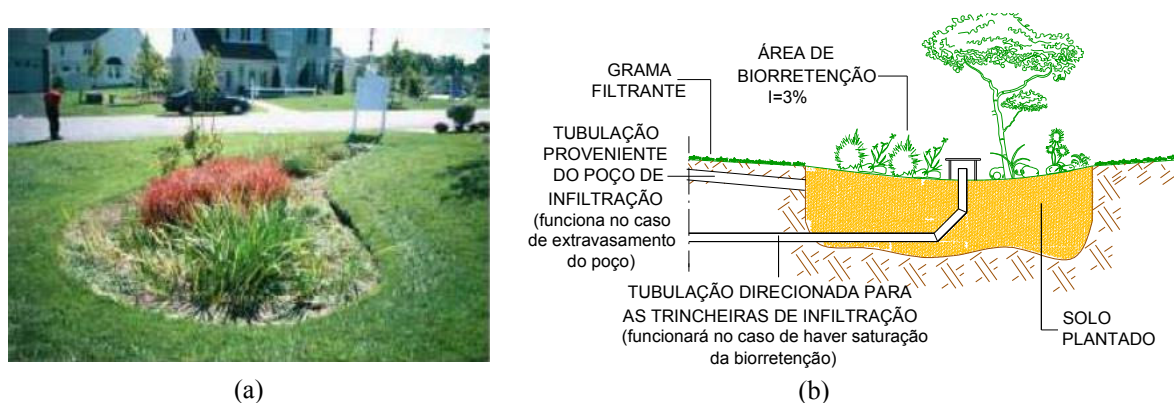 GRAMA
FILTRANTE
ÁREA DE
BIORRETENÇÃO
I=3%
TUBULAÇÃO
PROVENIENTE
DO POÇO DE
INFILTRAÇÃO
(funciona no caso
de extravasamento
do poço)
TUBULAÇÃO DIRECIONADA PARA
AS TRINCHEIRAS DE INFILTRAÇÃO
(funcionará no caso de haver saturação
da biorretenção)
SOLO
PLANTADO
(a)
(b)